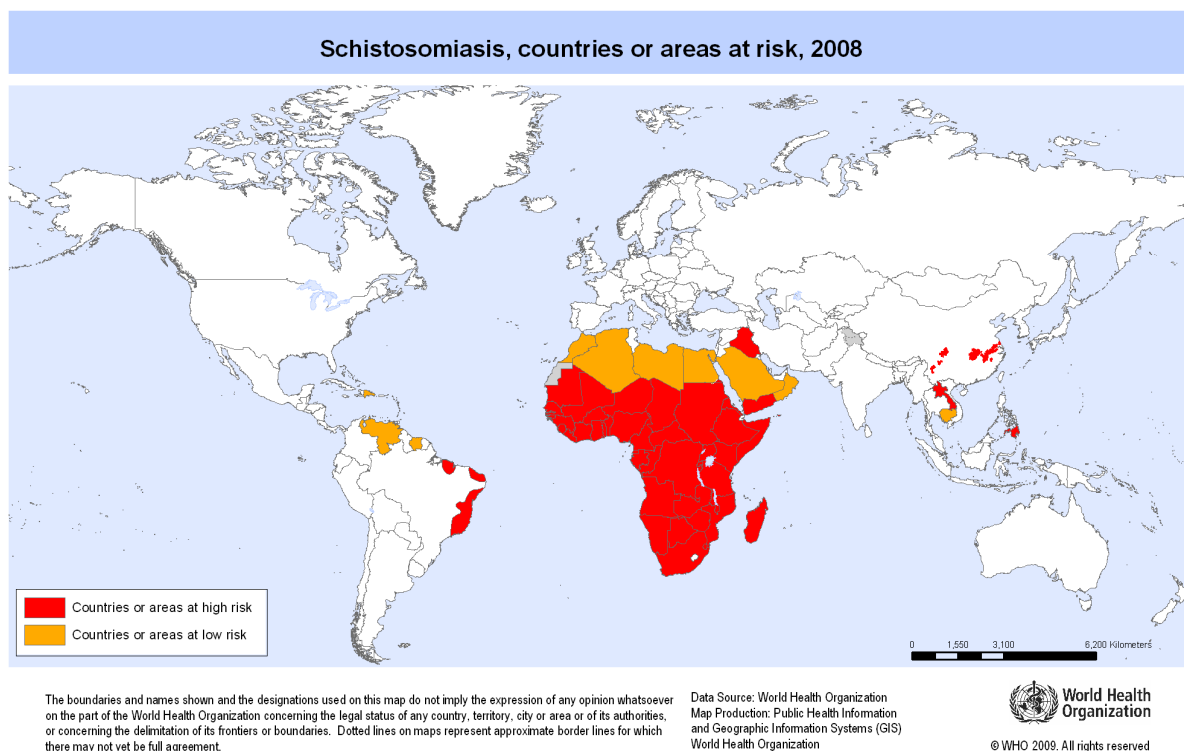 Schistosomiasis, countries or areas at risk, 2008
Countries or areas at high risk
Countries or areas at low risk
0 1,550 3,100 6,200 Kilometers
The boundaries and names shown and the designations used on this map do not imply the expression of any opinion whatsoever
on the part of the World Health Organization concerning the legal status of any country, territory, city or area or of its authorities,
or concerning the delimitation of its frontiers or boundaries. Dotted lines on maps represent approximate border lines for which
there may not yet be full agreement.
Data Source: World Health Organization
Map Production: Public Health Information
and Geographic Information Systems (GIS)
World Health Organization
World Health
Organization
© WHO 2009. All rights reserved